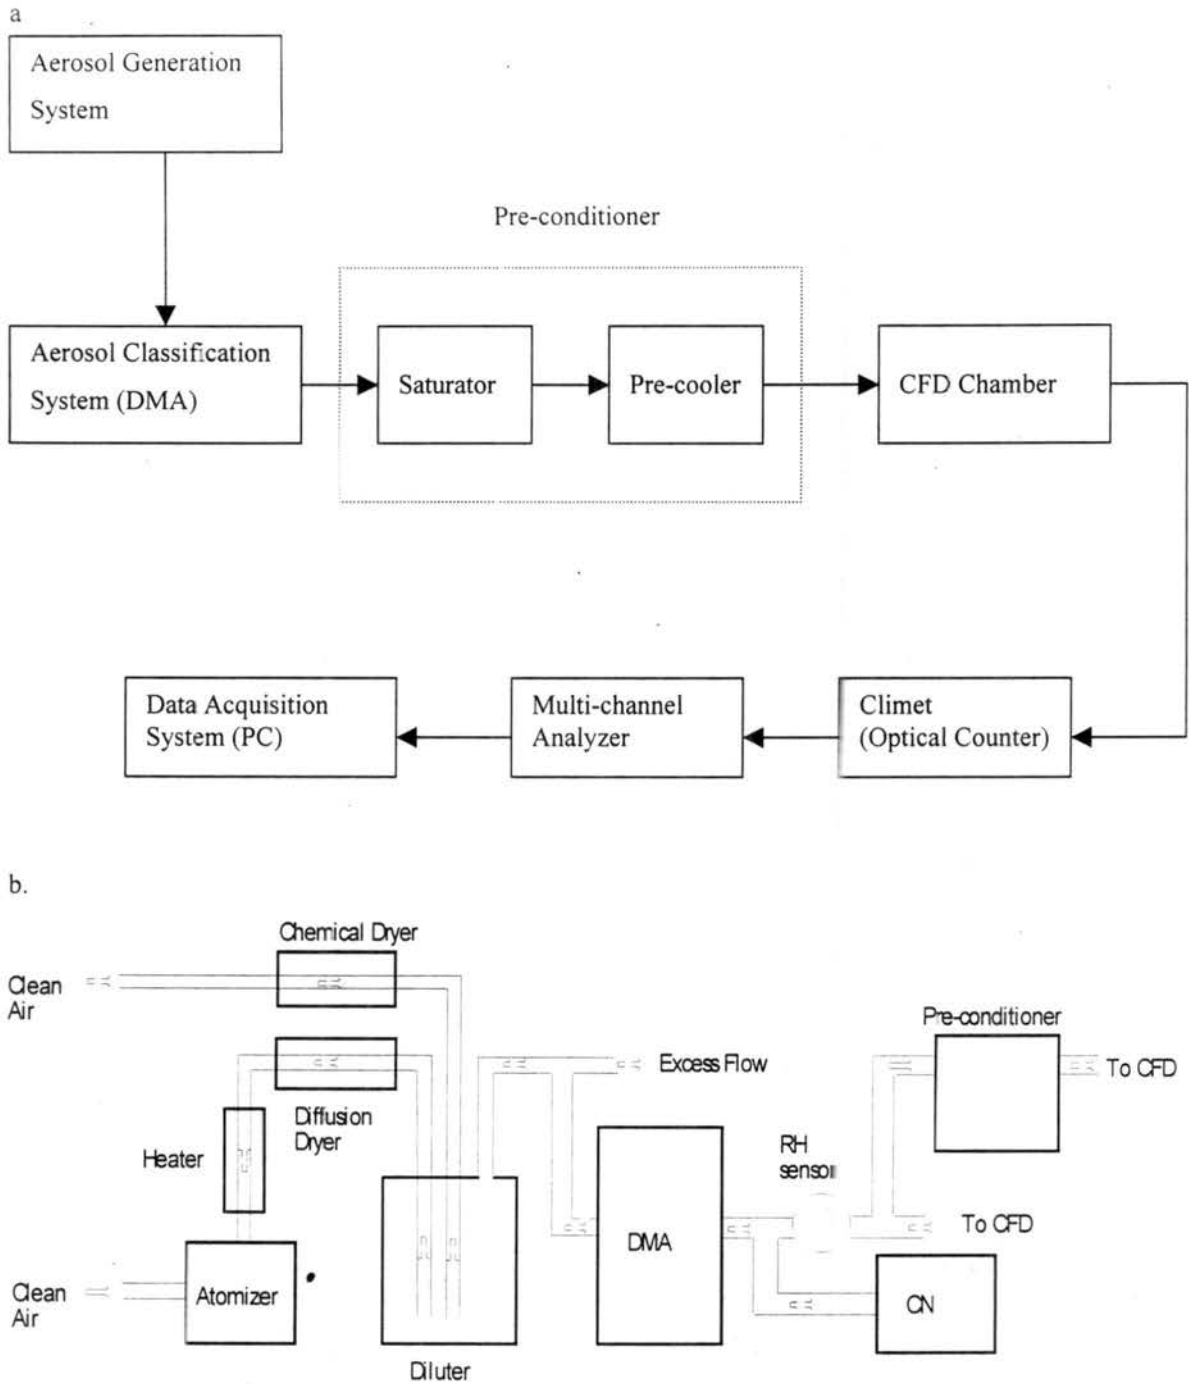 a
Aerosol Generation
System
Pre-conditioner
Aerosol Classification
System (DMA)
Saturator
Pre-cooler
CFD Chamber
Data Acquisition
System (PC)
Multi-channel
Analyzer
Climet
(Optical Counter)
b.
Chemical Dryer
Clean
Air
Pre-conditioner
Excess Flow
To CFD
Diffusion
Dryer
Heater
RH
sensor
DMA
To CFD
Clean
Air
Atomizer
CN
Diluter